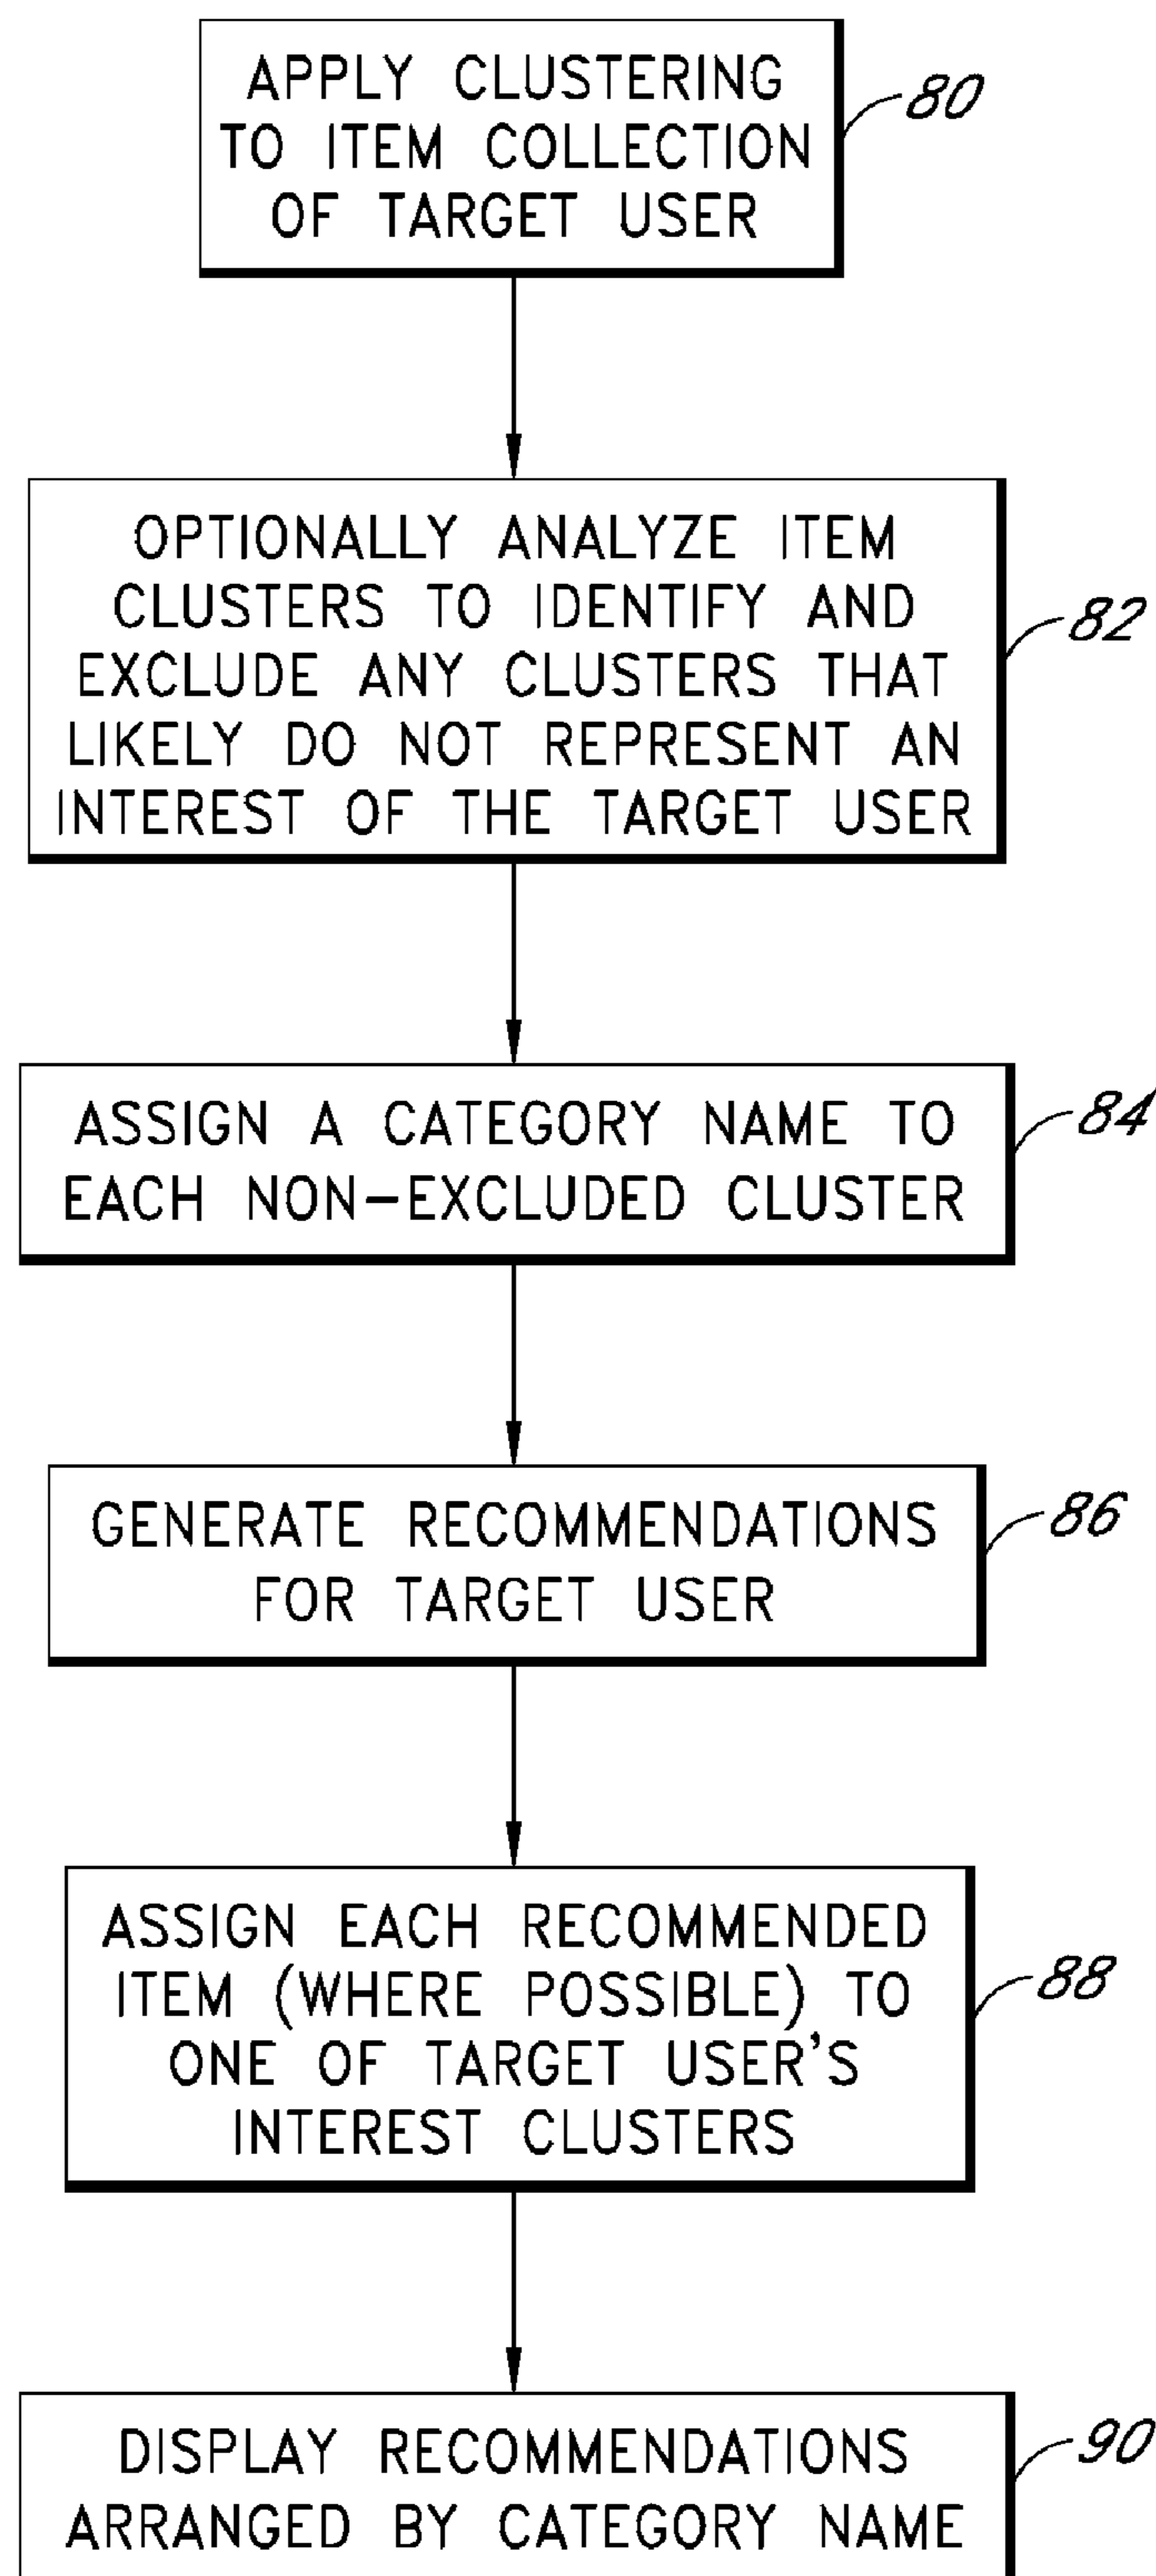 APPLY CLUSTERING
TO ITEM COLLECTION
OF TARGET USER
80
OPTIONALLY ANALYZE ITEM
CLUSTERS TO IDENTIFY AND
EXCLUDE ANY CLUSTERS THAT
LIKELY DO NOT REPRESENT AN
INTEREST OF THE TARGET USER
82
ASSIGN A CATEGORY NAME TO
EACH NON-EXCLUDED CLUSTER
84
GENERATE RECOMMENDATIONS
FOR TARGET USER
86
ASSIGN EACH RECOMMENDED
ITEM (WHERE POSSIBLE) TO
ONE OF TARGET USER'S
INTEREST CLUSTERS
88
DISPLAY RECOMMENDATIONS
ARRANGED BY CATEGORY NAME
90